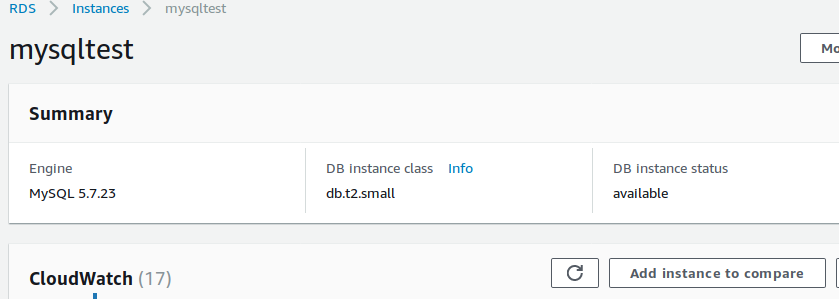 RDS > Instances > mysqltest
mysqltest
Mo
Summary
Engine
MySQL 5.7.23
DB instance class Info
db.t2.small
DB instance status
available
CloudWatch (17)
Add instance to compare